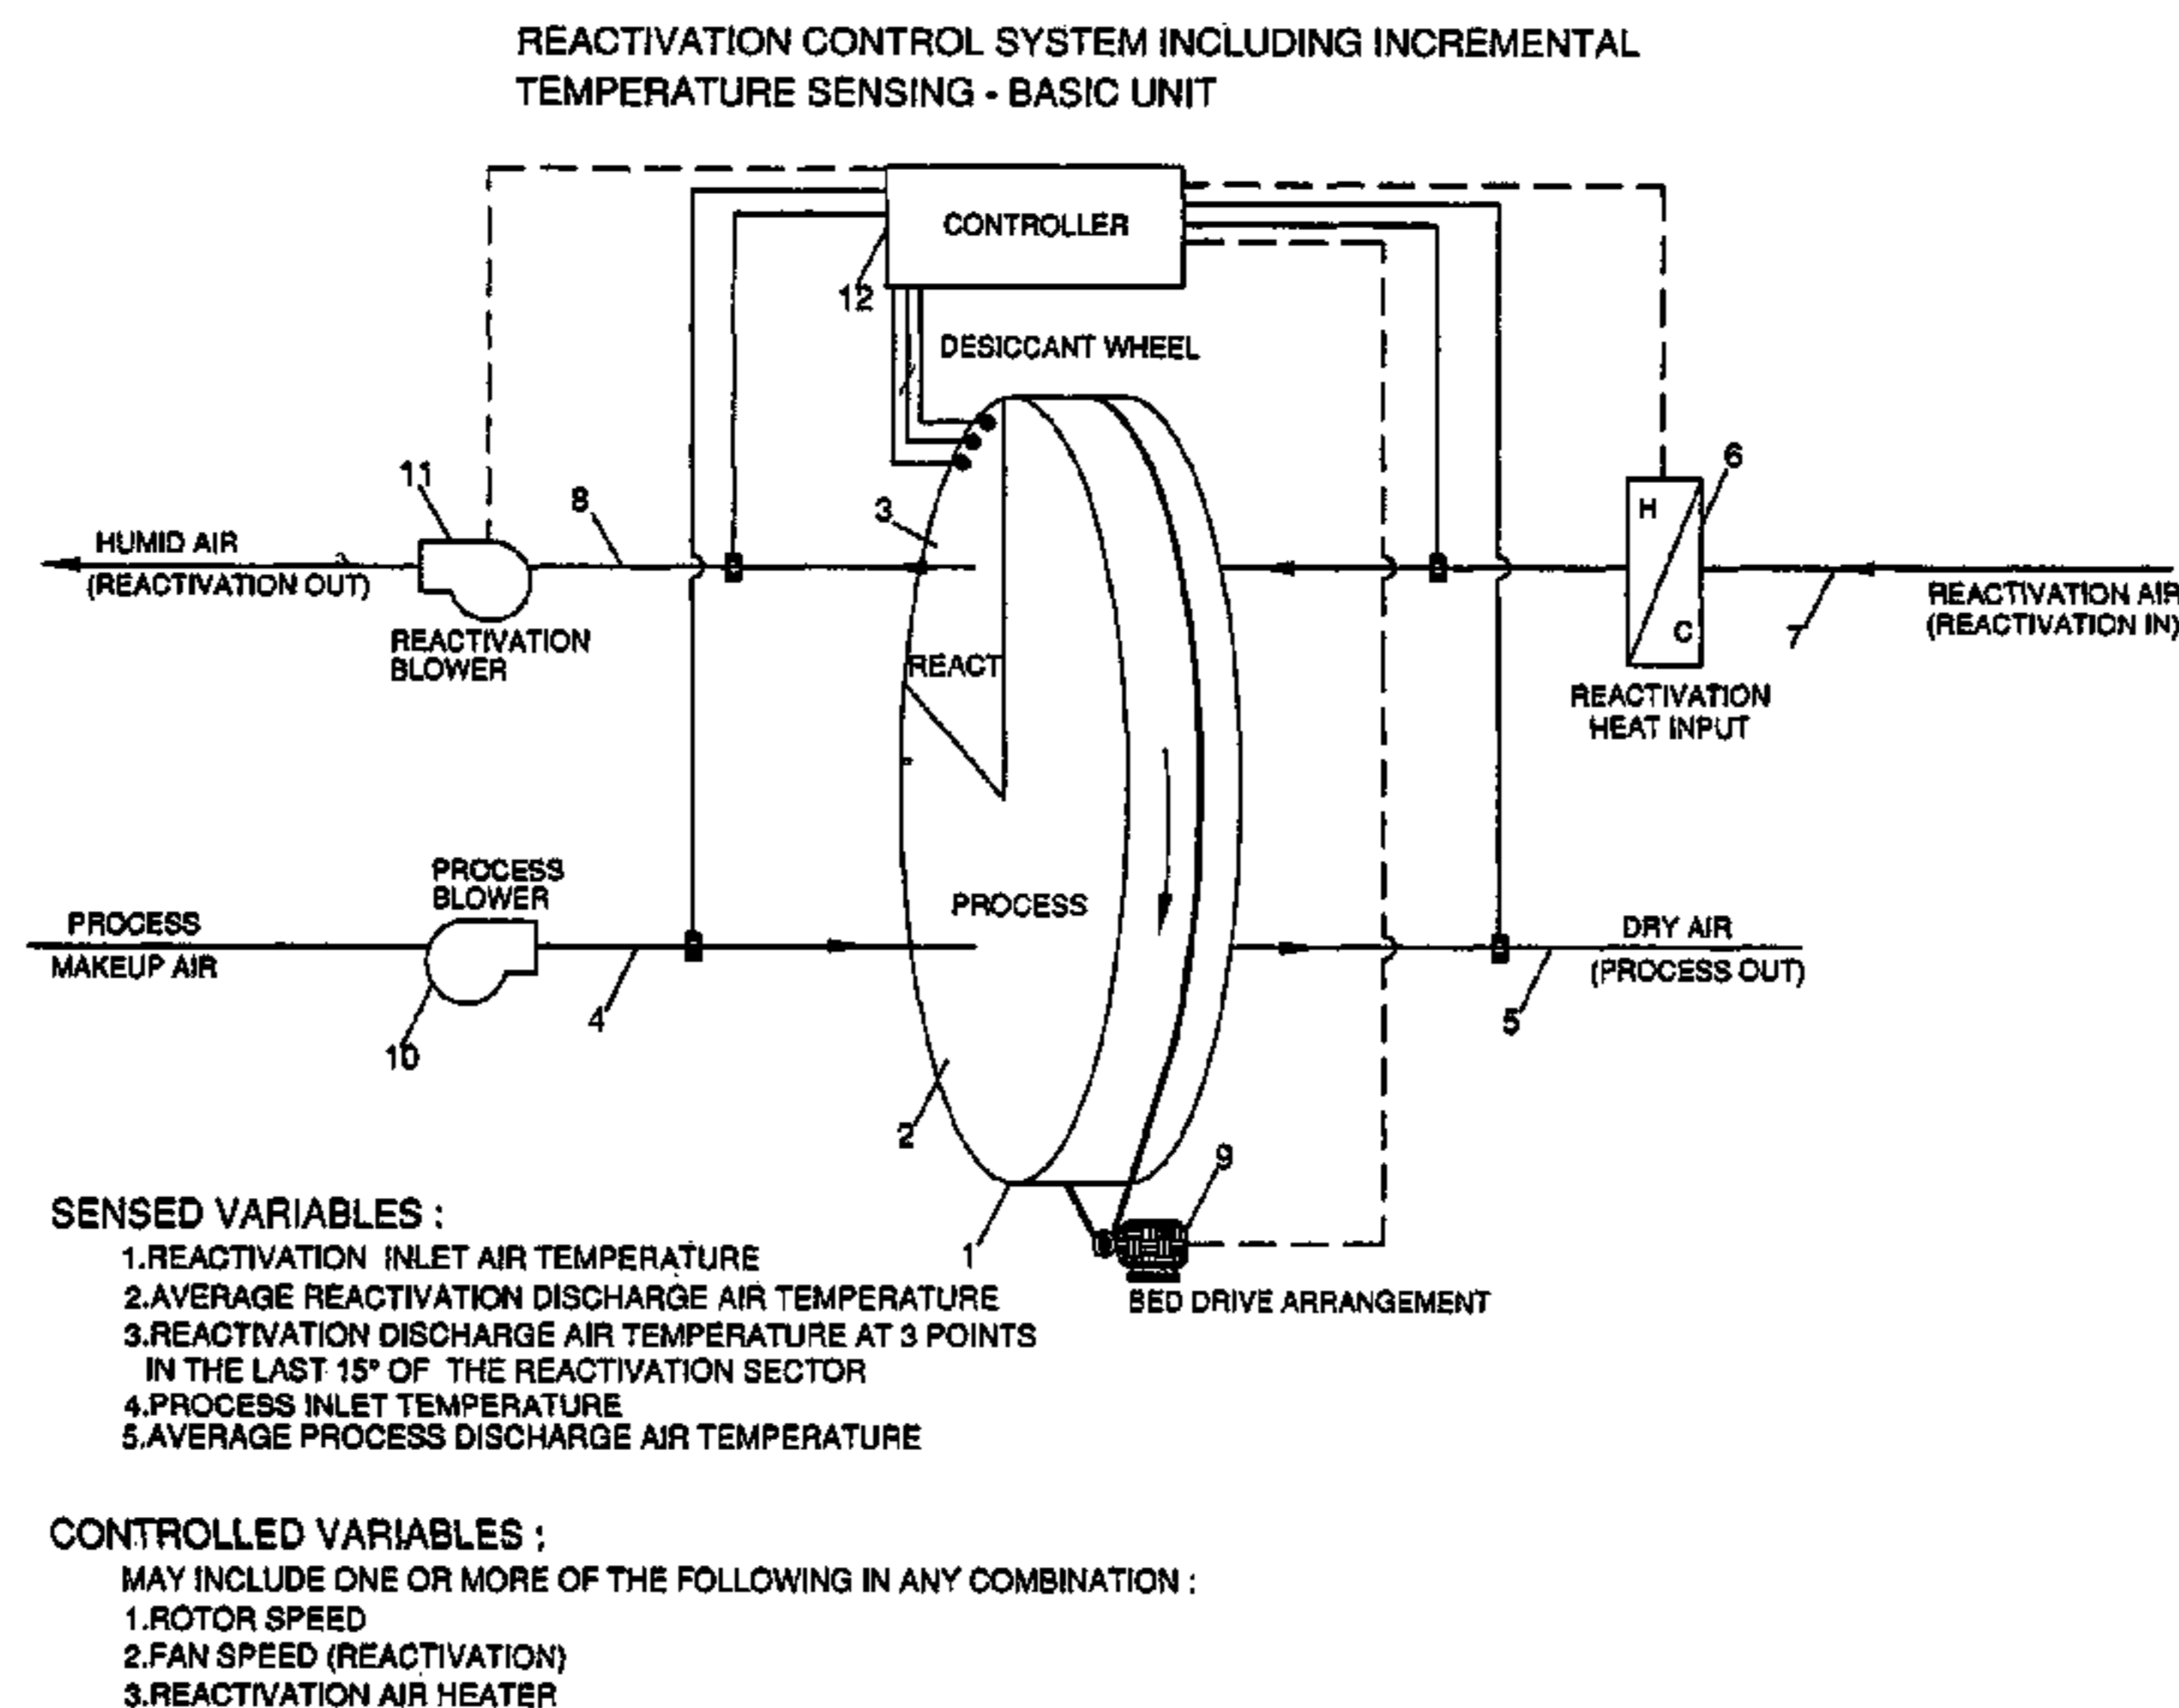 REACTIVATION CONTROL SYSTEM INCLUDING INCREMENTAL
TEMPERATURE SENSING - BASIC UNIT
CONTROLLER
12
DESICCANT WHEEL
11
8
3
6
H
C
HUMID AIR
(REACTIVATION OUT)
REACTIVATION
BLOWER
REACT
7
REACTIVATION AIR
(REACTIVATION IN)
REACTIVATION
HEAT INPUT
PROCESS
BLOWER
PROCESS
MAKEUP AIR
10
4
PROCESS
DRY AIR
(PROCESS OUT)
5
2
9
1
BED DRIVE ARRANGEMENT
SENSED VARIABLES :
1.REACTIVATION INLET AIR TEMPERATURE
2.AVERAGE REACTIVATION DISCHARGE AIR TEMPERATURE
3.REACTIVATION DISCHARGE AIR TEMPERATURE AT 3 POINTS
IN THE LAST 15° OF THE REACTIVATION SECTOR
4.PROCESS INLET TEMPERATURE
5.AVERAGE PROCESS DISCHARGE AIR TEMPERATURE
CONTROLLED VARIABLES :
MAY INCLUDE ONE OR MORE OF THE FOLLOWING IN ANY COMBINATION :
1.ROTOR SPEED
2.FAN SPEED (REACTIVATION)
3.REACTIVATION AIR HEATER